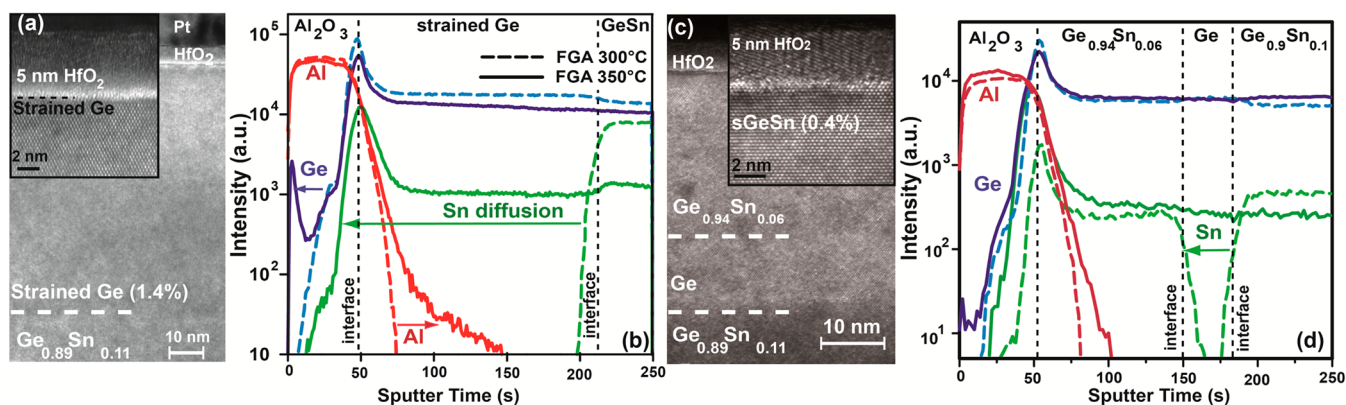 (a)
Pt
HfO2
5 nm HfO2
Strained Ge
2 nm
Strained Ge (1.4%)
Ge0.89Sn0.11
10 nm
Al2O3
strained Ge
GeSn
FGA 300°C
FGA 350°C
Al
Ge
Sn diffusion
Al
interface
interface
(b)
Intensity (a.u.)
10^5
10^4
10^3
10^2
10
0
50
100
150
200
250
Sputter Time (s)
(c)
HfO2
5 nm HfO2
sGeSn (0.4%)
2 nm
Ge0.94Sn0.06
Ge
Ge0.89Sn0.11
10 nm
Al2O3
Ge0.94Sn0.06
Ge
Ge0.9Sn0.1
Al
Ge
Sn
interface
interface
(d)
Intensity (a.u.)
10^4
10^3
10^2
10^1
0
50
100
150
200
250
Sputter Time (s)